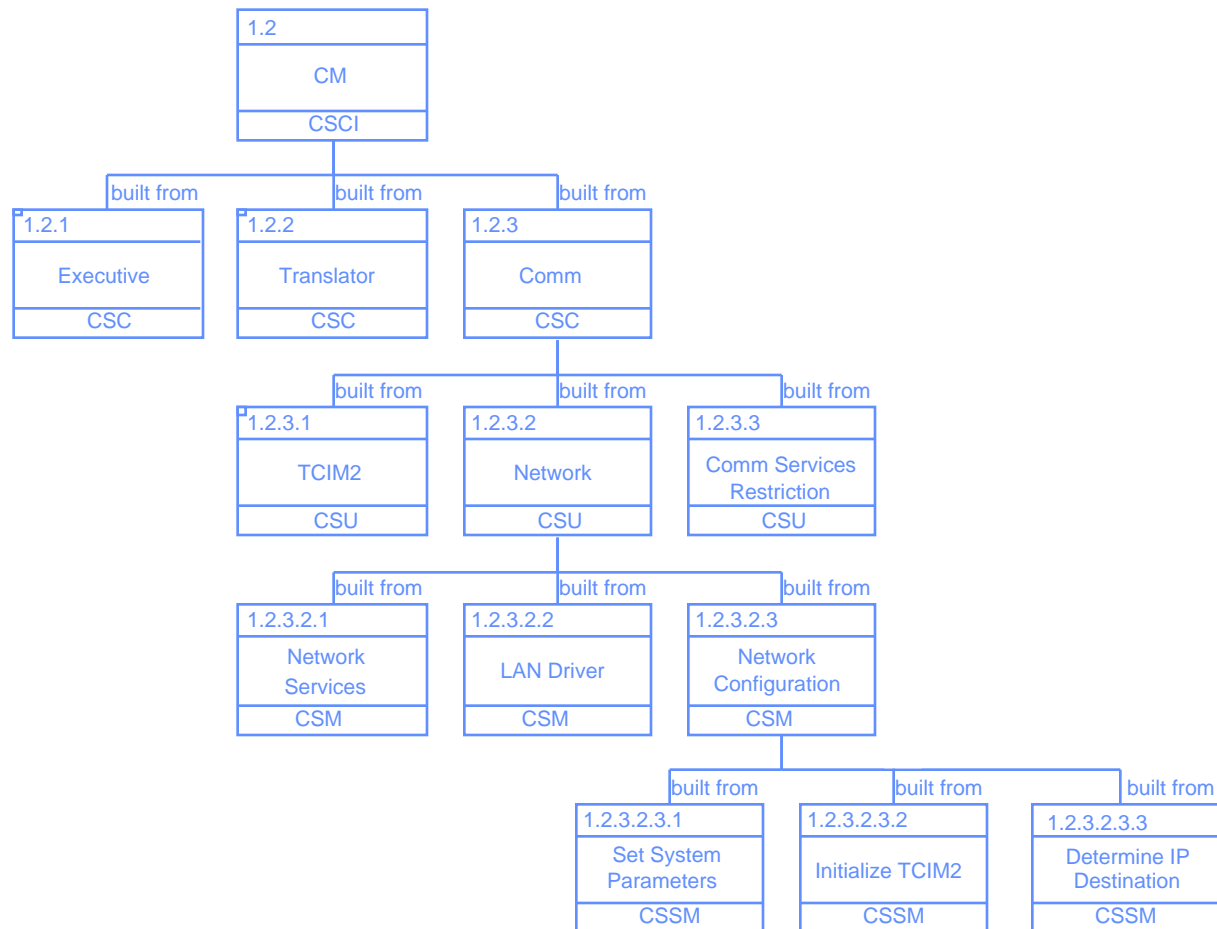 1.2
CM
CSCI
built from
built from
built from
1.2.1
Executive
CSC
1.2.2
Translator
CSC
1.2.3
Comm
CSC
built from
built from
built from
1.2.3.1
TCIM2
CSU
1.2.3.2
Network
CSU
1.2.3.3
Comm Services
Restriction
CSU
built from
built from
built from
1.2.3.2.1
Network
Services
CSM
1.2.3.2.2
LAN Driver
CSM
1.2.3.2.3
Network
Configuration
CSM
built from
built from
built from
1.2.3.2.3.1
Set System
Parameters
CSSM
1.2.3.2.3.2
Initialize TCIM2
CSSM
1.2.3.2.3.3
Determine IP
Destination
CSSM